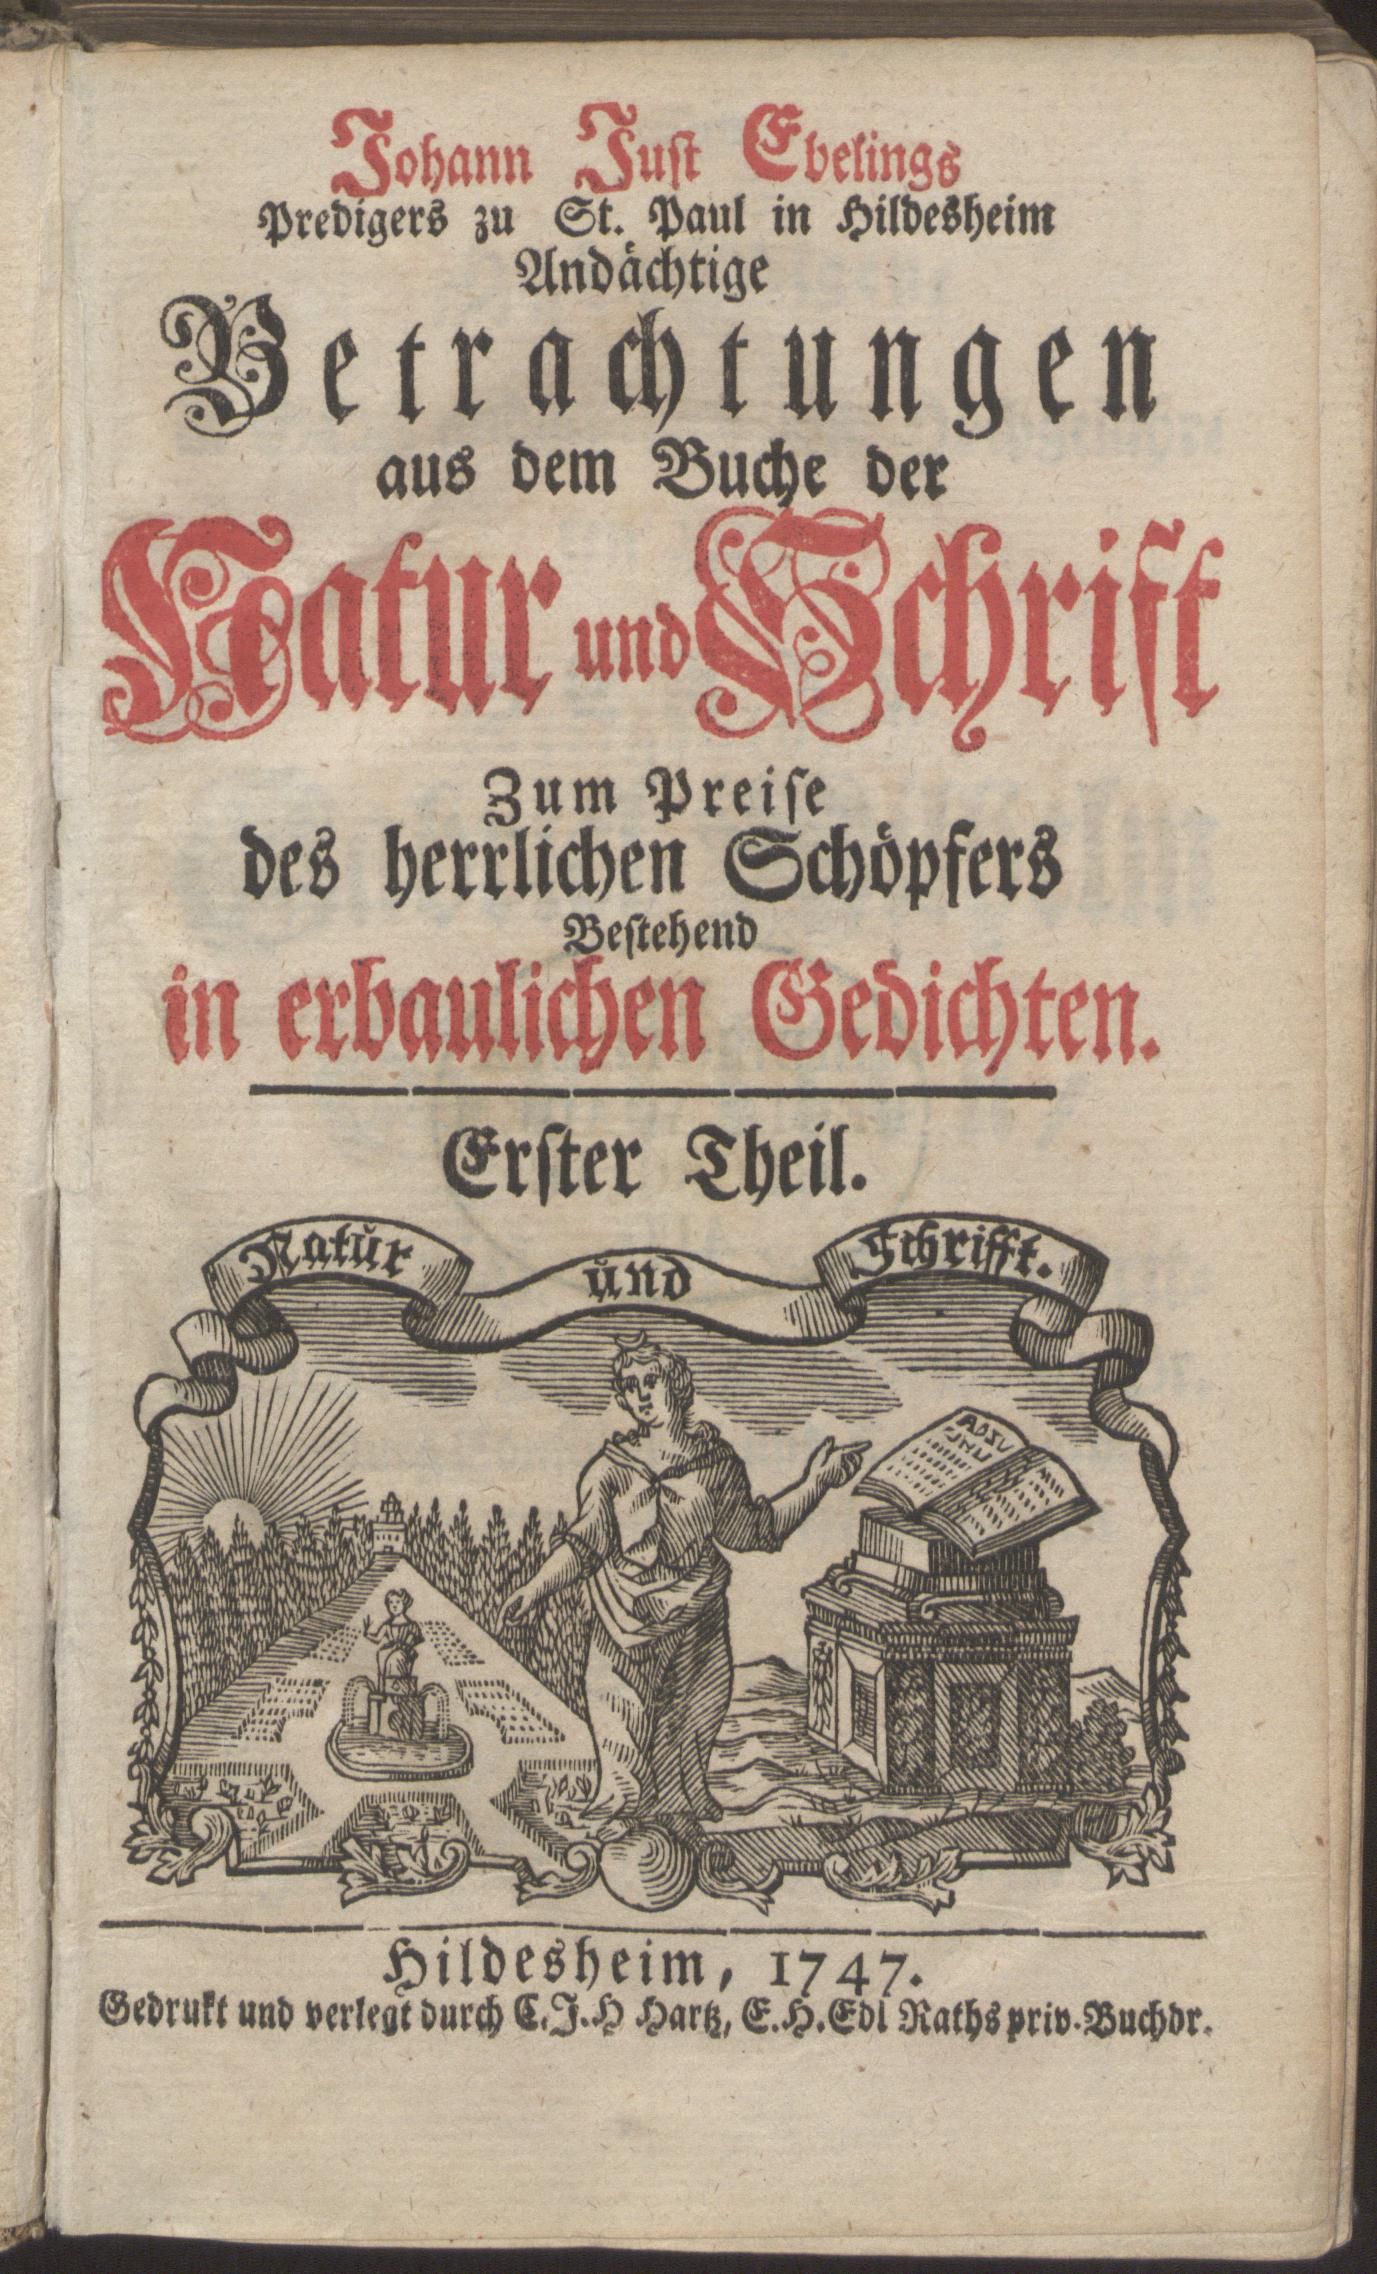 Johann Just Ebelings
Predigers zu St. Paul in Hildesheim
Andächtige
Betrachtungen
aus dem Buche der
Natur und Schrift
Zum Preise
des herrlichen Schöpfers
Bestehend
in erbaulichen Gedichten.
Erster Theil.
Natŭr ŭnd Schrifft.
Hildesheim, 1747.
Gedrukt und verlegt durch C.J.H Hartz, E.H.Edl Raths priv. Buchdr.